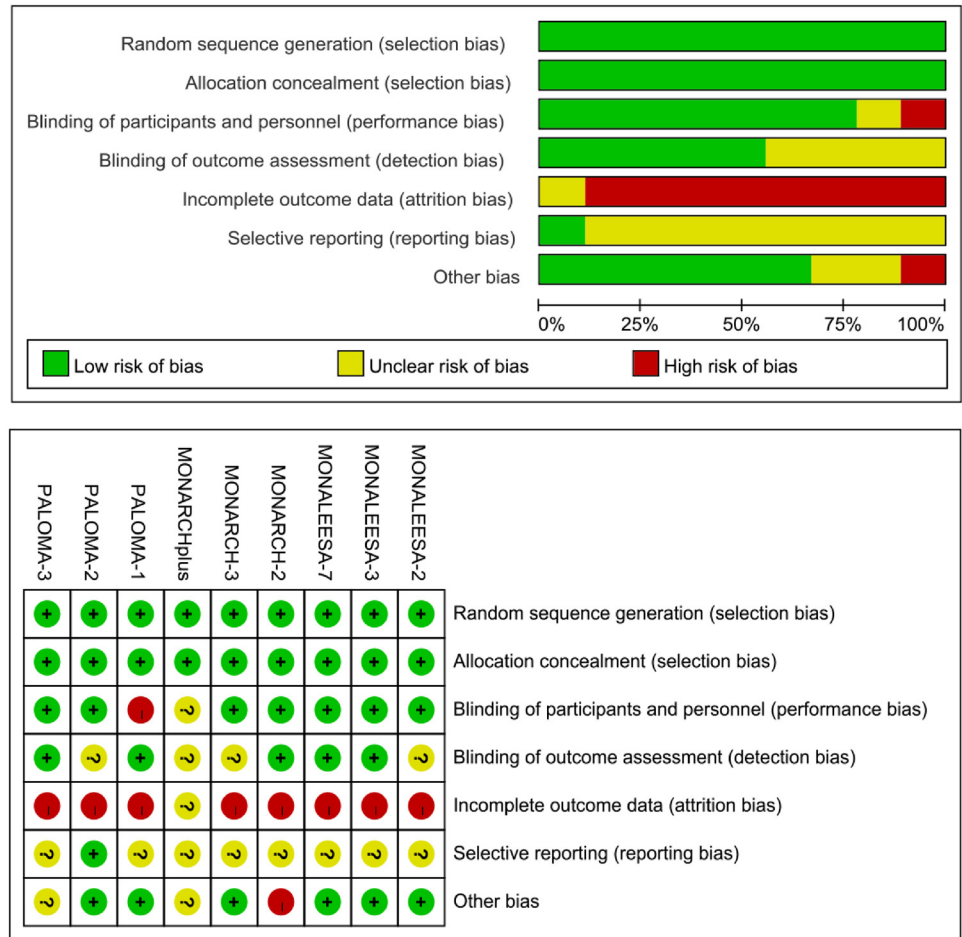 Random sequence generation (selection bias)
Allocation concealment (selection bias)
Blinding of participants and personnel (performance bias)
Blinding of outcome assessment (detection bias)
Incomplete outcome data (attrition bias)
Selective reporting (reporting bias)
Other bias
0% 25% 50% 75% 100%
Low risk of bias Unclear risk of bias High risk of bias
PALOMA-3 PALOMA-2 PALOMA-1 MONARCHplus MONARCH-3 MONARCH-2 MONALEESA-7 MONALEESA-3 MONALEESA-2
+ + + + + + + + + Random sequence generation (selection bias)
+ + + + + + + + + Allocation concealment (selection bias)
+ + – ? + + + + + Blinding of participants and personnel (performance bias)
+ ? + ? ? + + + ? Blinding of outcome assessment (detection bias)
– – – ? – – – – – Incomplete outcome data (attrition bias)
? + ? ? ? ? ? ? ? Selective reporting (reporting bias)
? + + ? + – + + + Other bias